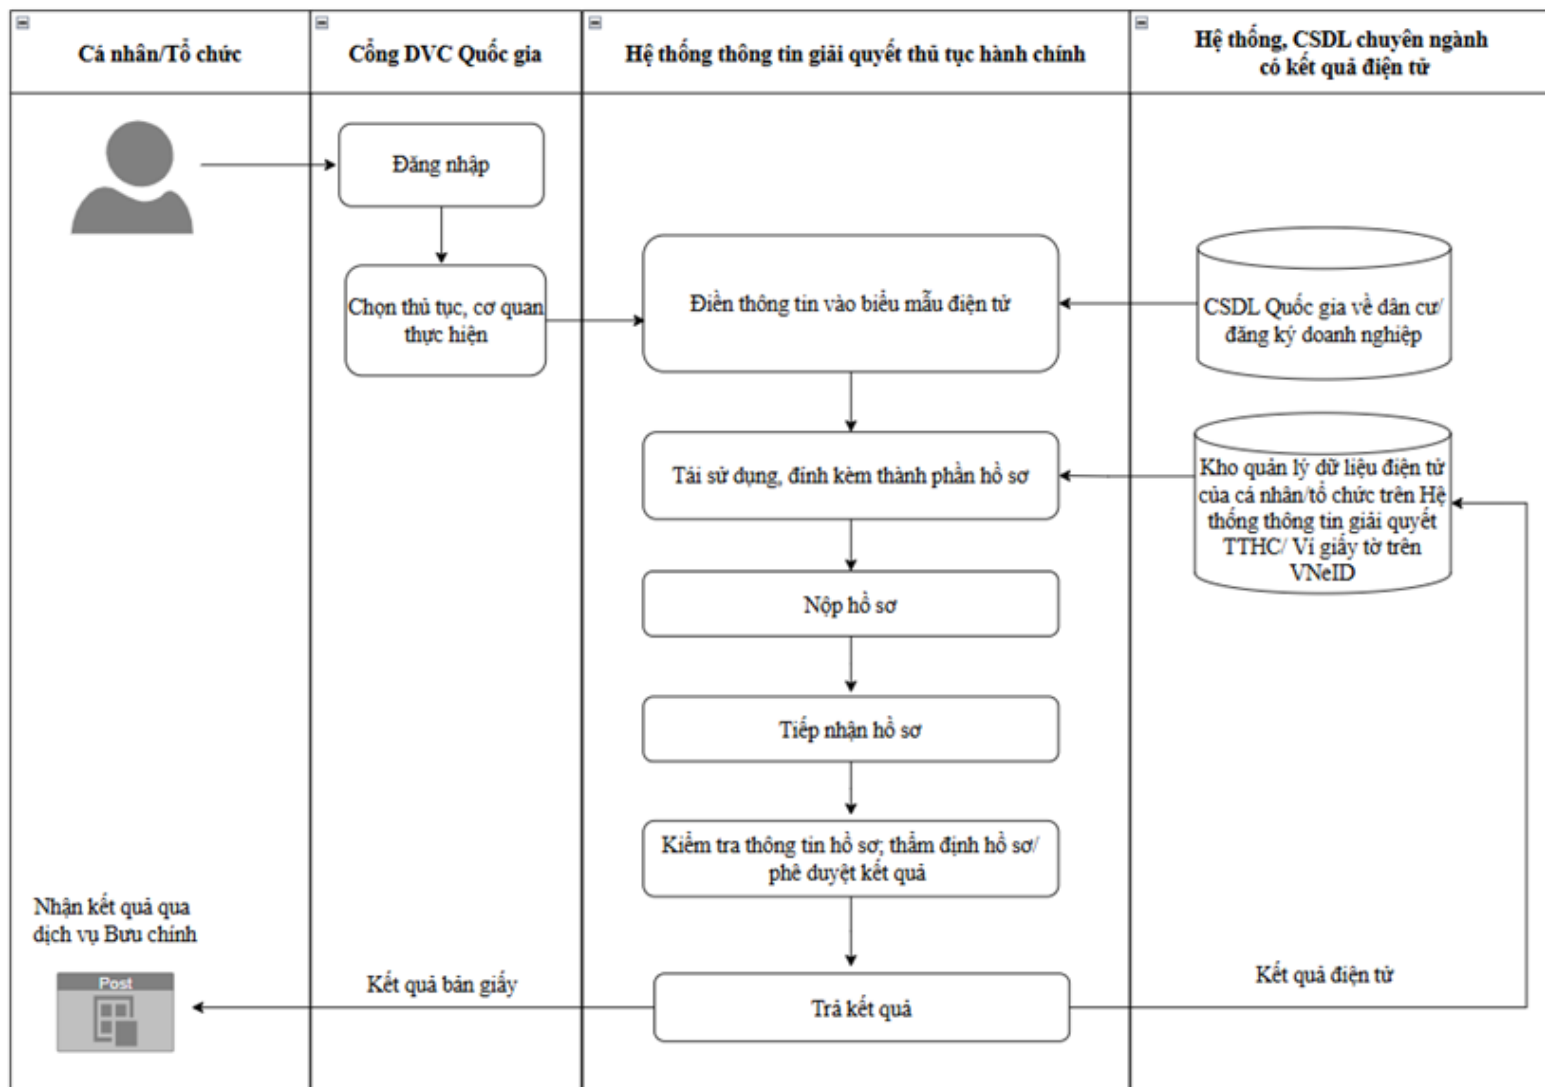 Cá nhân/Tổ chức
Cổng DVC Quốc gia
Hệ thống thông tin giải quyết thủ tục hành chính
Hệ thống, CSDL chuyên ngành
có kết quả điện tử
Đăng nhập
Chọn thủ tục, cơ quan
thực hiện
Điền thông tin vào biểu mẫu điện tử
CSDL Quốc gia về dân cư/
đăng ký doanh nghiệp
Tái sử dụng, đính kèm thành phần hồ sơ
Kho quản lý dữ liệu điện tử
của cá nhân/tổ chức trên Hệ
thống thông tin giải quyết
TTHC/ Ví giấy tờ trên
VNeID
Nộp hồ sơ
Tiếp nhận hồ sơ
Kiểm tra thông tin hồ sơ; thẩm định hồ sơ/
phê duyệt kết quả
Nhận kết quả qua
dịch vụ Bưu chính
Post
Kết quả bản giấy
Trả kết quả
Kết quả điện tử